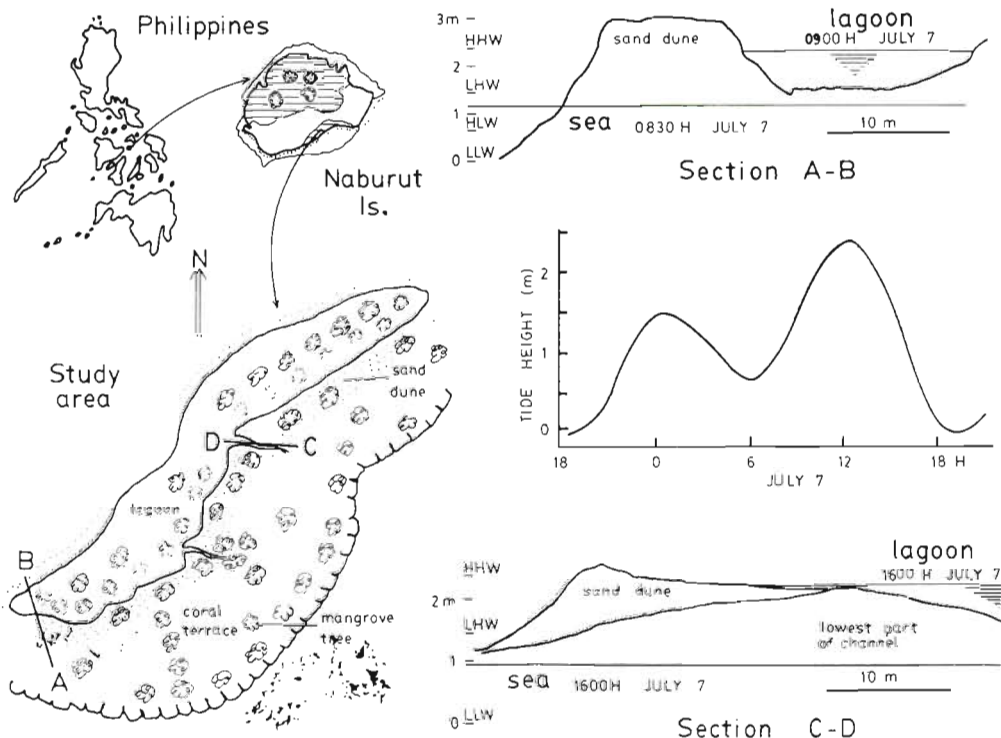 Philippines
Naburut
Is.
N
Study
area
sand
dune
D
C
lagoon
B
A
coral
terrace
mangrove
tree
3m
HHW
2
LHW
1
HLW
0
LLW
sand dune
lagoon
0900 H JULY 7
sea
0830 H JULY 7
10 m
Section A-B
TIDE HEIGHT (m)
2
1
0
18
0
6
12
18 H
JULY 7
HHW
2m
LHW
1
0
LLW
sand dune
lagoon
1600 H JULY 7
lowest part
of channel
sea
1600H JULY 7
10 m
Section C-D